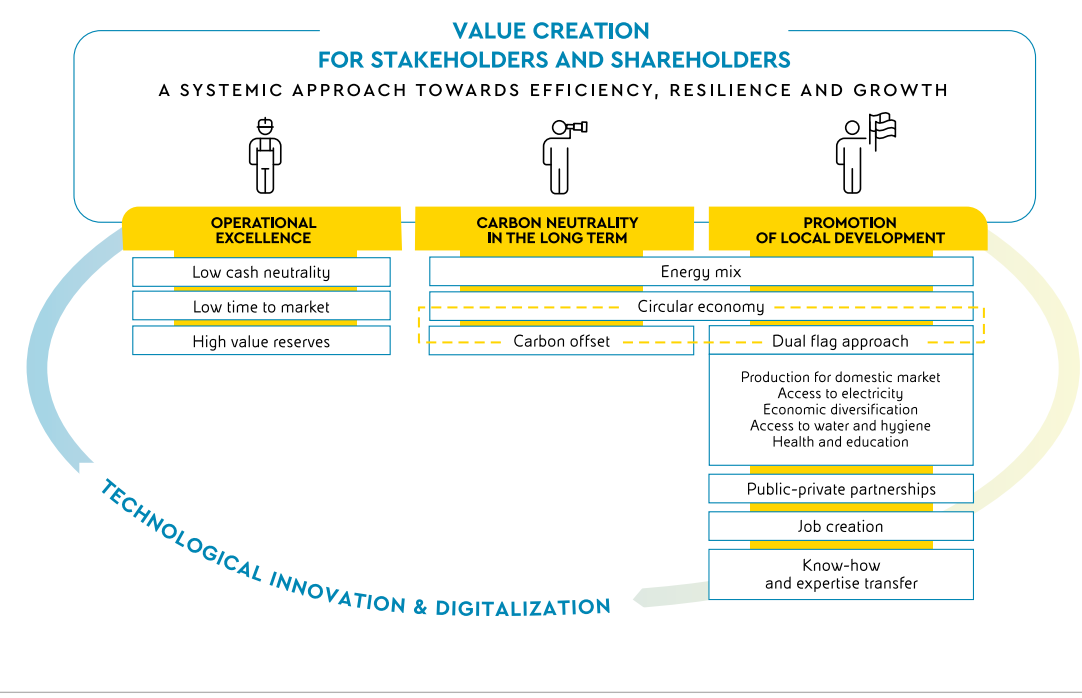 VALUE CREATION
FOR STAKEHOLDERS AND SHAREHOLDERS
A SYSTEMIC APPROACH TOWARDS EFFICIENCY, RESILIENCE AND GROWTH
OPERATIONAL
EXCELLENCE
Low cash neutrality
Low time to market
High value reserves
CARBON NEUTRALITY
IN THE LONG TERM
PROMOTION
OF LOCAL DEVELOPMENT
Energy mix
Circular economy
Carbon offset
Dual flag approach
Production for domestic market
Access to electricity
Economic diversification
Access to water and hygiene
Health and education
Public-private partnerships
Job creation
Know-how
and expertise transfer
TECHNOLOGICAL INNOVATION & DIGITALIZATION